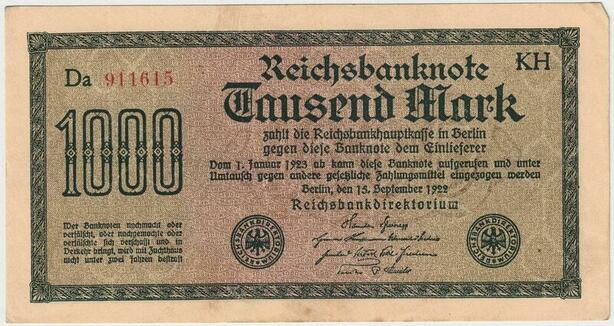 Reichsbanknote
KH
Da 911615
Tausend Mark
1000
zahlt die Reichsbankhauptkasse in Berlin
gegen diese Banknote dem Einlieferer
Vom 1. Januar 1923 ab kann diese Banknote aufgerufen und unter
Umtausch gegen andere gesetzliche Zahlungsmittel eingezogen werden
Berlin, den 15. September 1922
Reichsbankdirektorium
Wer Banknoten nachmacht oder
verfälscht, oder nachgemachte oder
verfälschte sich verschafft und in
Verkehr bringt, wird mit Zuchthaus
nicht unter zwei Jahren bestraft
REICHSBANKDIREKTORIUM
REICHSBANKDIREKTORIUM